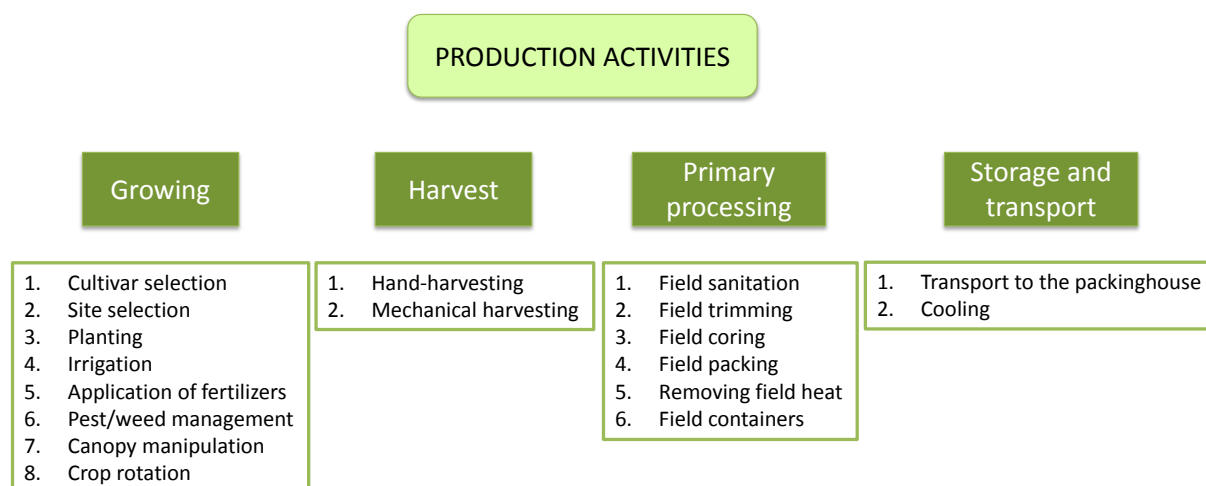 PRODUCTION ACTIVITIES
Growing
1. Cultivar selection
2. Site selection
3. Planting
4. Irrigation
5. Application of fertilizers
6. Pest/weed management
7. Canopy manipulation
8. Crop rotation
Harvest
1. Hand-harvesting
2. Mechanical harvesting
Primary
processing
1. Field sanitation
2. Field trimming
3. Field coring
4. Field packing
5. Removing field heat
6. Field containers
Storage and
transport
1. Transport to the packinghouse
2. Cooling